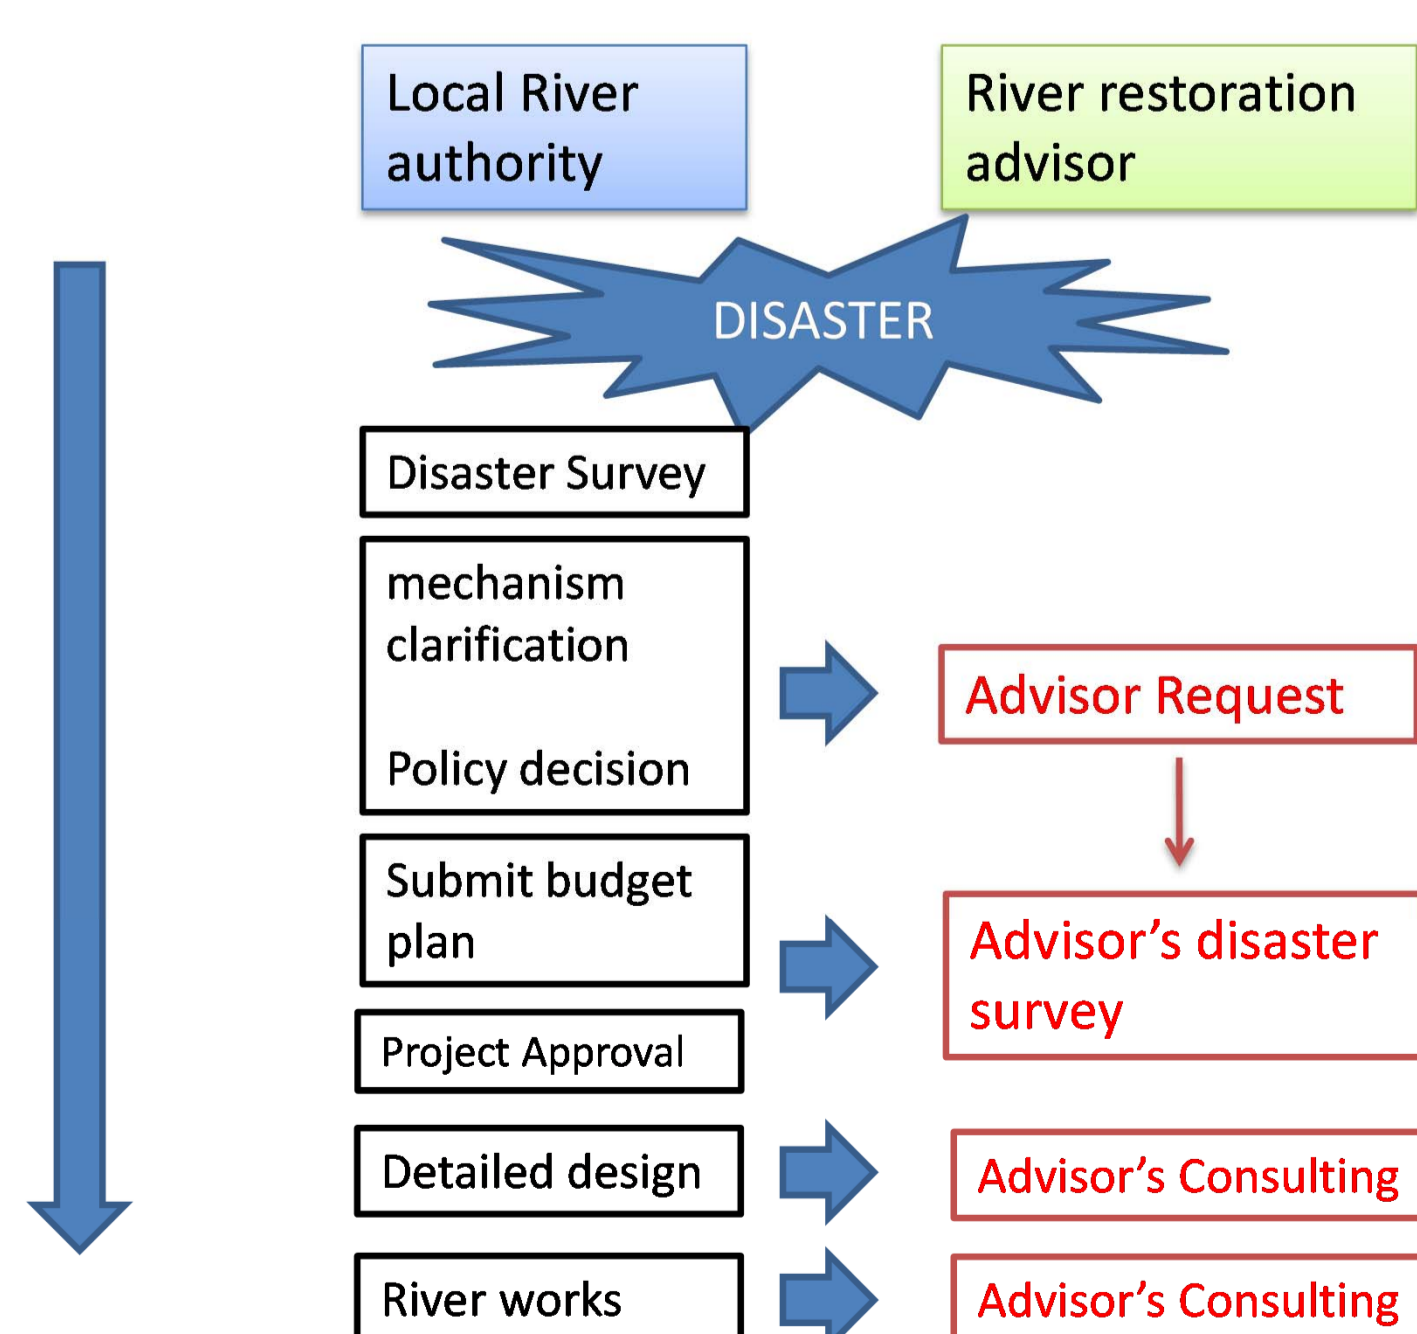 Local River
authority
River restoration
advisor
DISASTER
Disaster Survey
mechanism
clarification
Policy decision
Advisor Request
Submit budget
plan
Advisor’s disaster
survey
Project Approval
Detailed design
Advisor’s Consulting
River works
Advisor’s Consulting